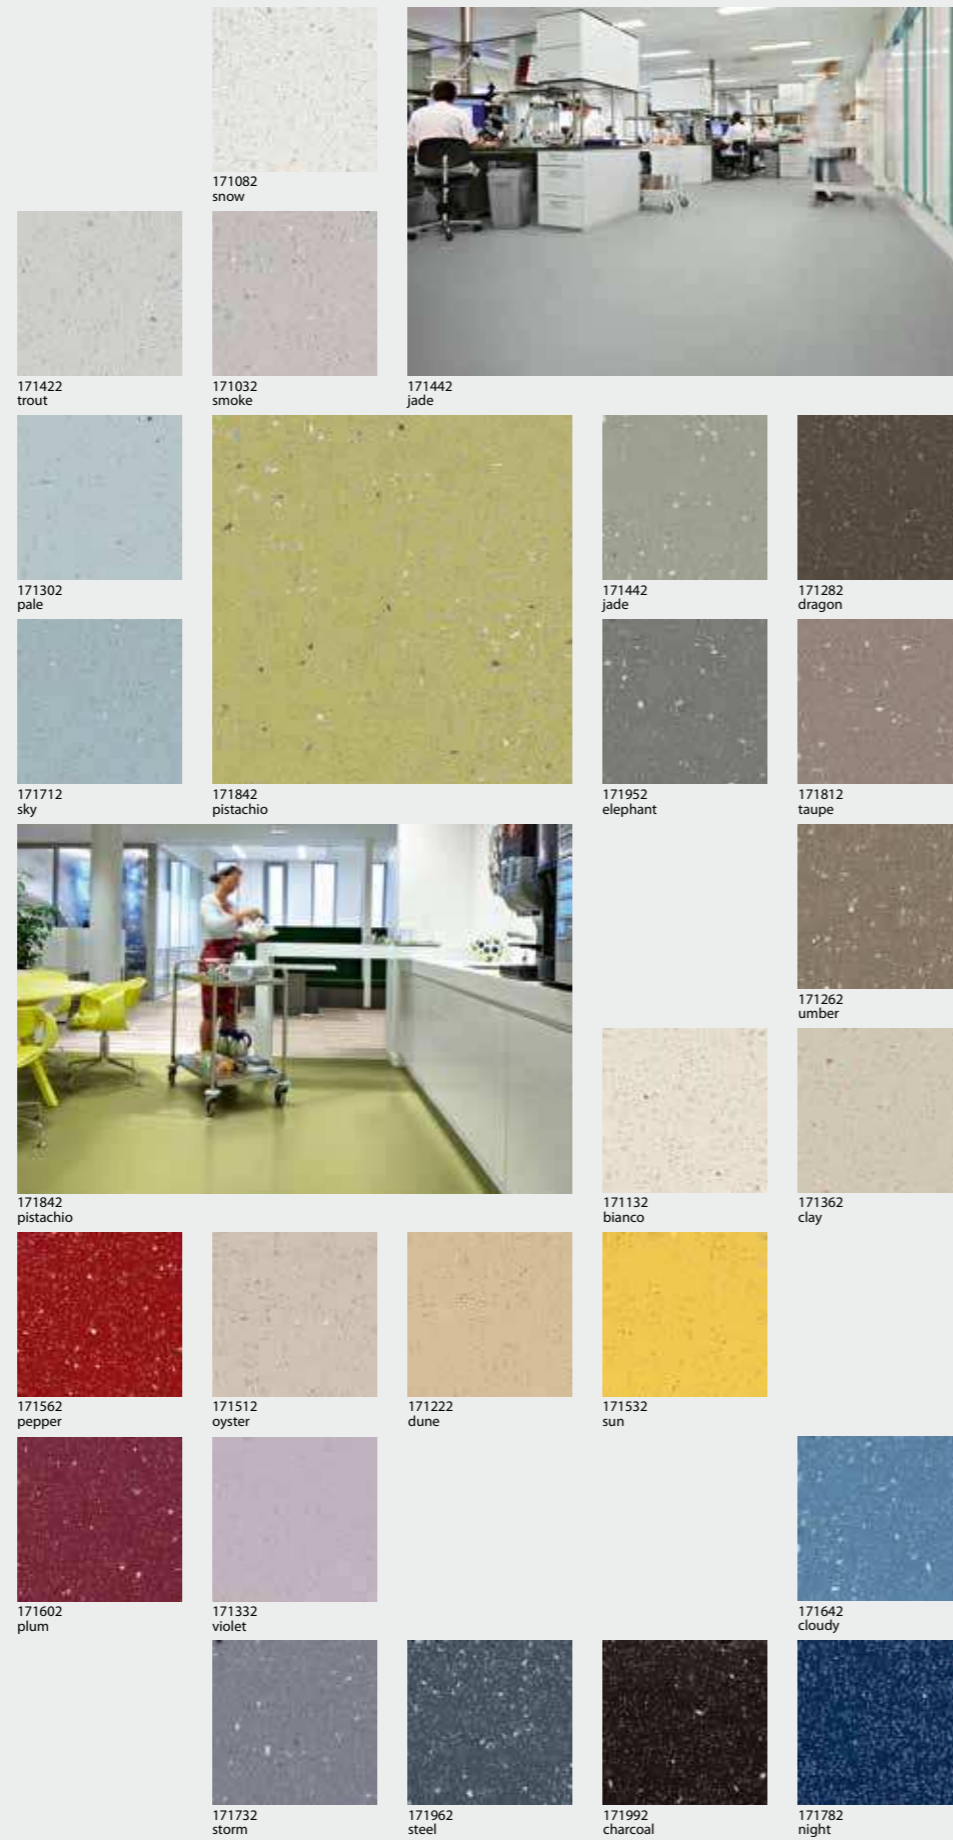 171082
snow
171422
trout
171032
smoke
171442
jade
171302
pale
171442
jade
171282
dragon
171712
sky
171842
pistachio
171952
elephant
171812
taupe
171262
umber
171842
pistachio
171132
bianco
171362
clay
171562
pepper
171512
oyster
171222
dune
171532
sun
171602
plum
171332
violet
171642
cloudy
171732
storm
171962
steel
171992
charcoal
171782
night